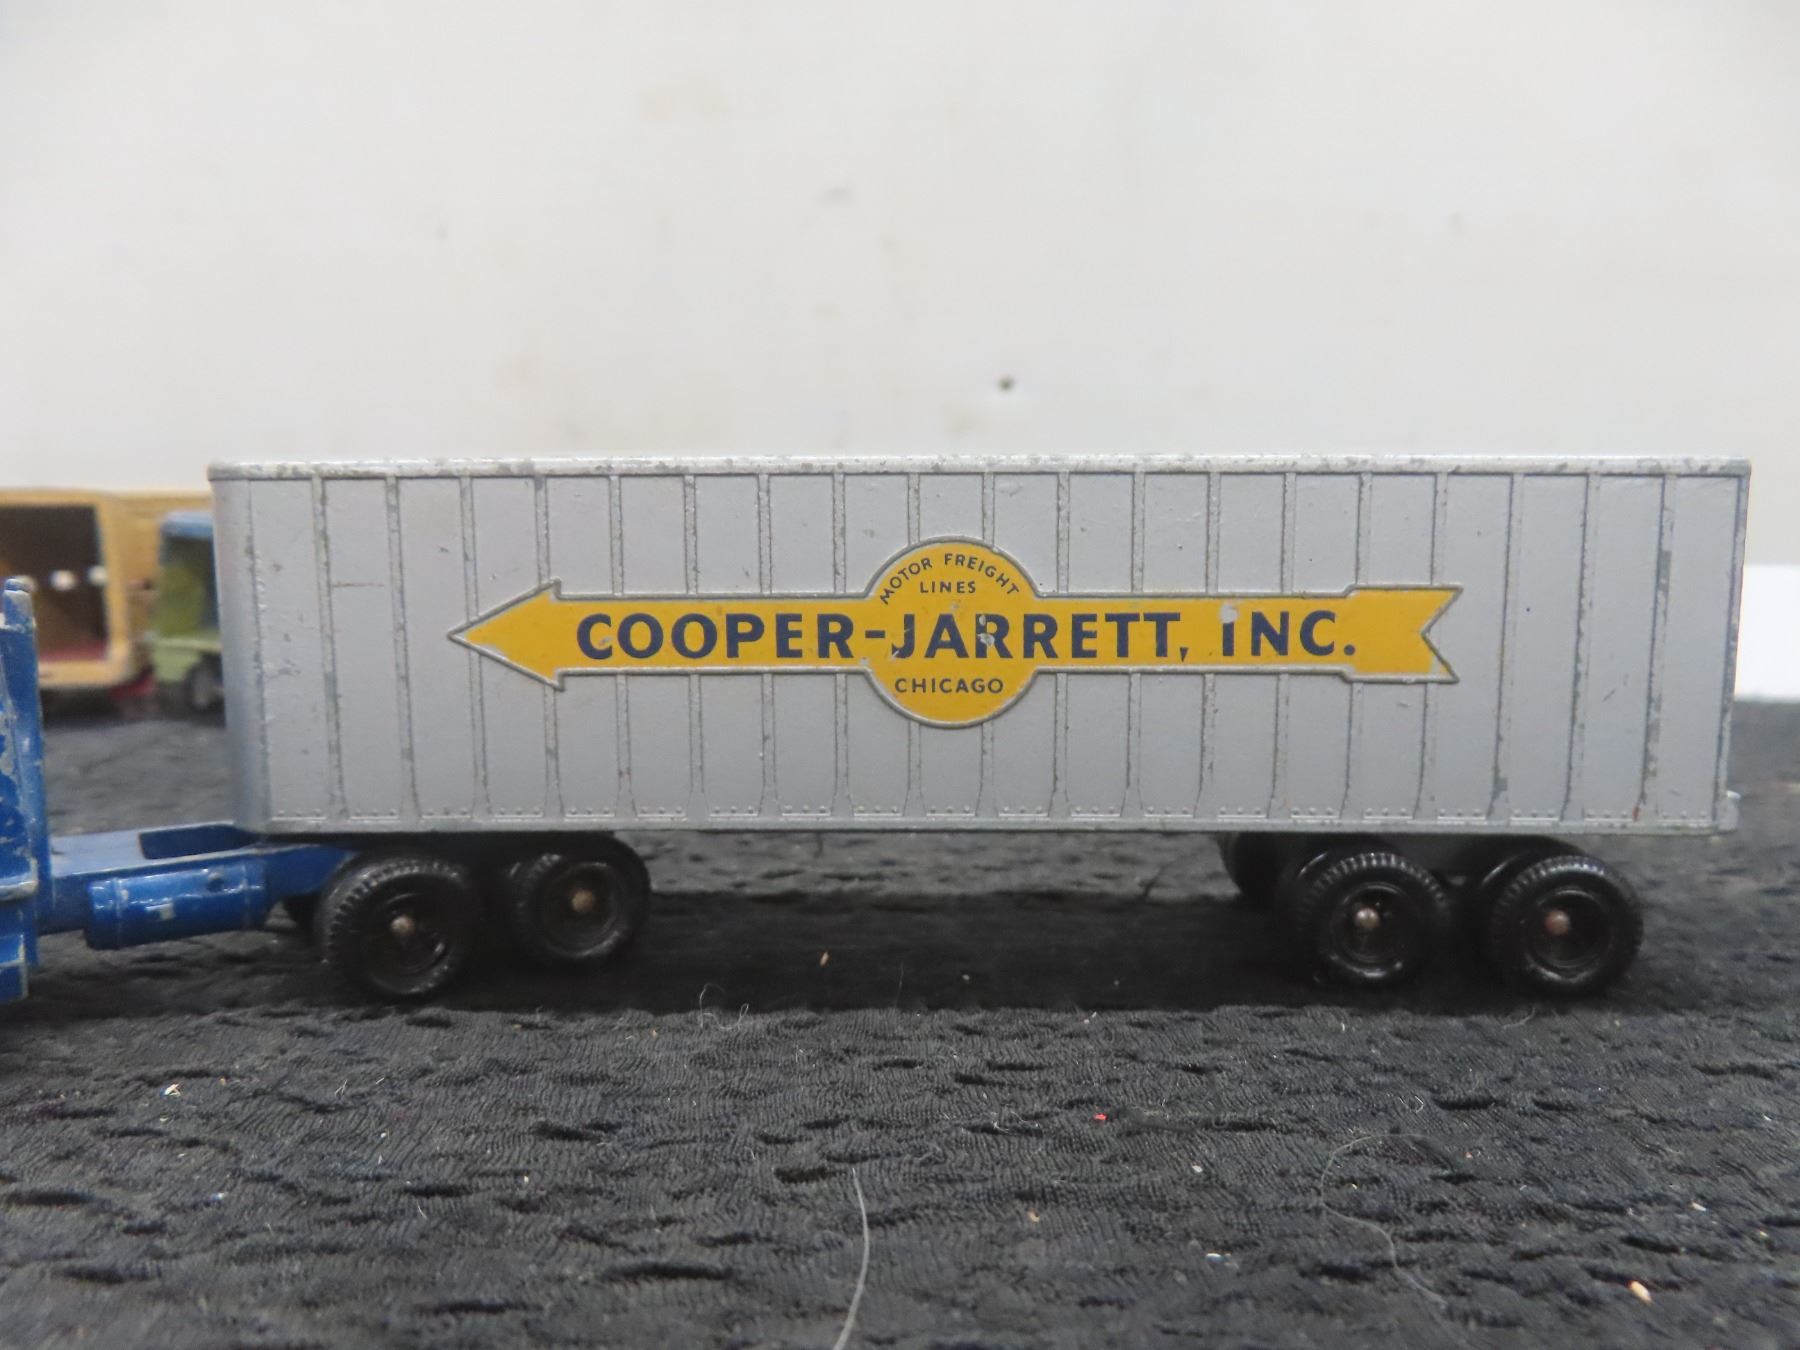 MOTOR FREIGHT
LINES
COOPER-JARRETT, INC.
CHICAGO